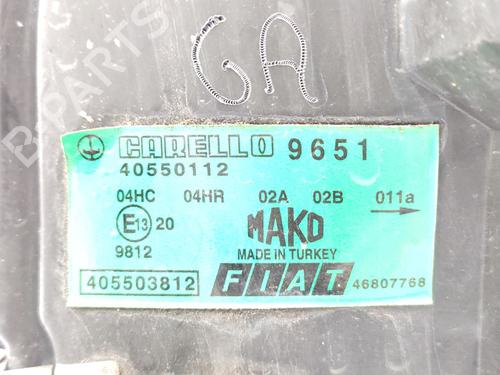 GA
CARELLO 9651
40550112
04HC 04HR 02A 02B 011a
E13 20 MAKO
9812 MADE IN TURKEY
405503812 FIAT 46807768
B-PARTS